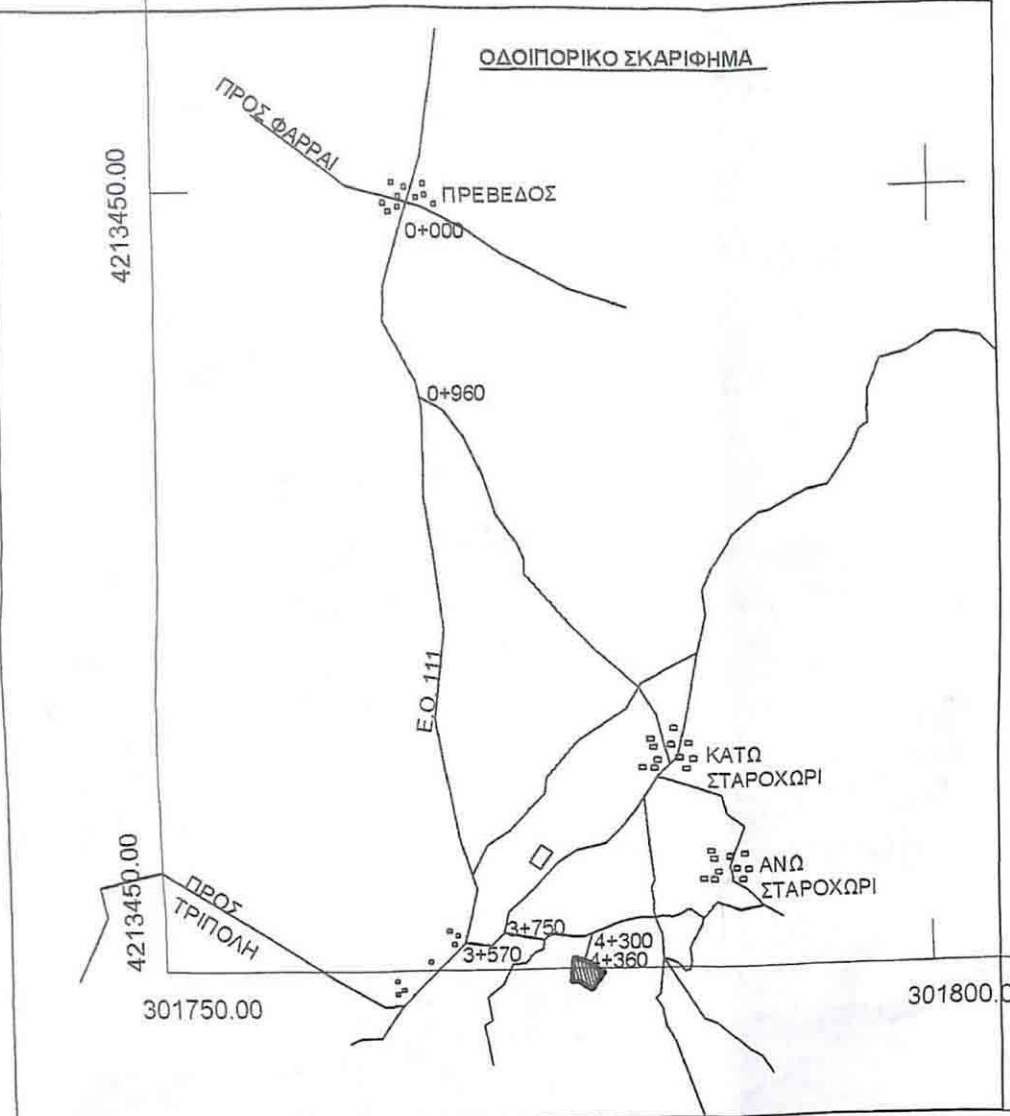 ΟΔΟΙΠΟΡΙΚΟ ΣΚΑΡΙΦΗΜΑ
ΠΡΟΣ ΦΑΡΡΑΙ
4213450.00
ΠΡΕΒΕΔΟΣ
0+000
0+960
Ε.Ο. 111
ΚΑΤΩ
ΣΤΑΡΟΧΩΡΙ
ΑΝΩ
ΣΤΑΡΟΧΩΡΙ
4213450.00
ΠΡΟΣ
ΤΡΙΠΟΛΗ
3+750
3+570
4+300
4+360
301750.00
301800.0